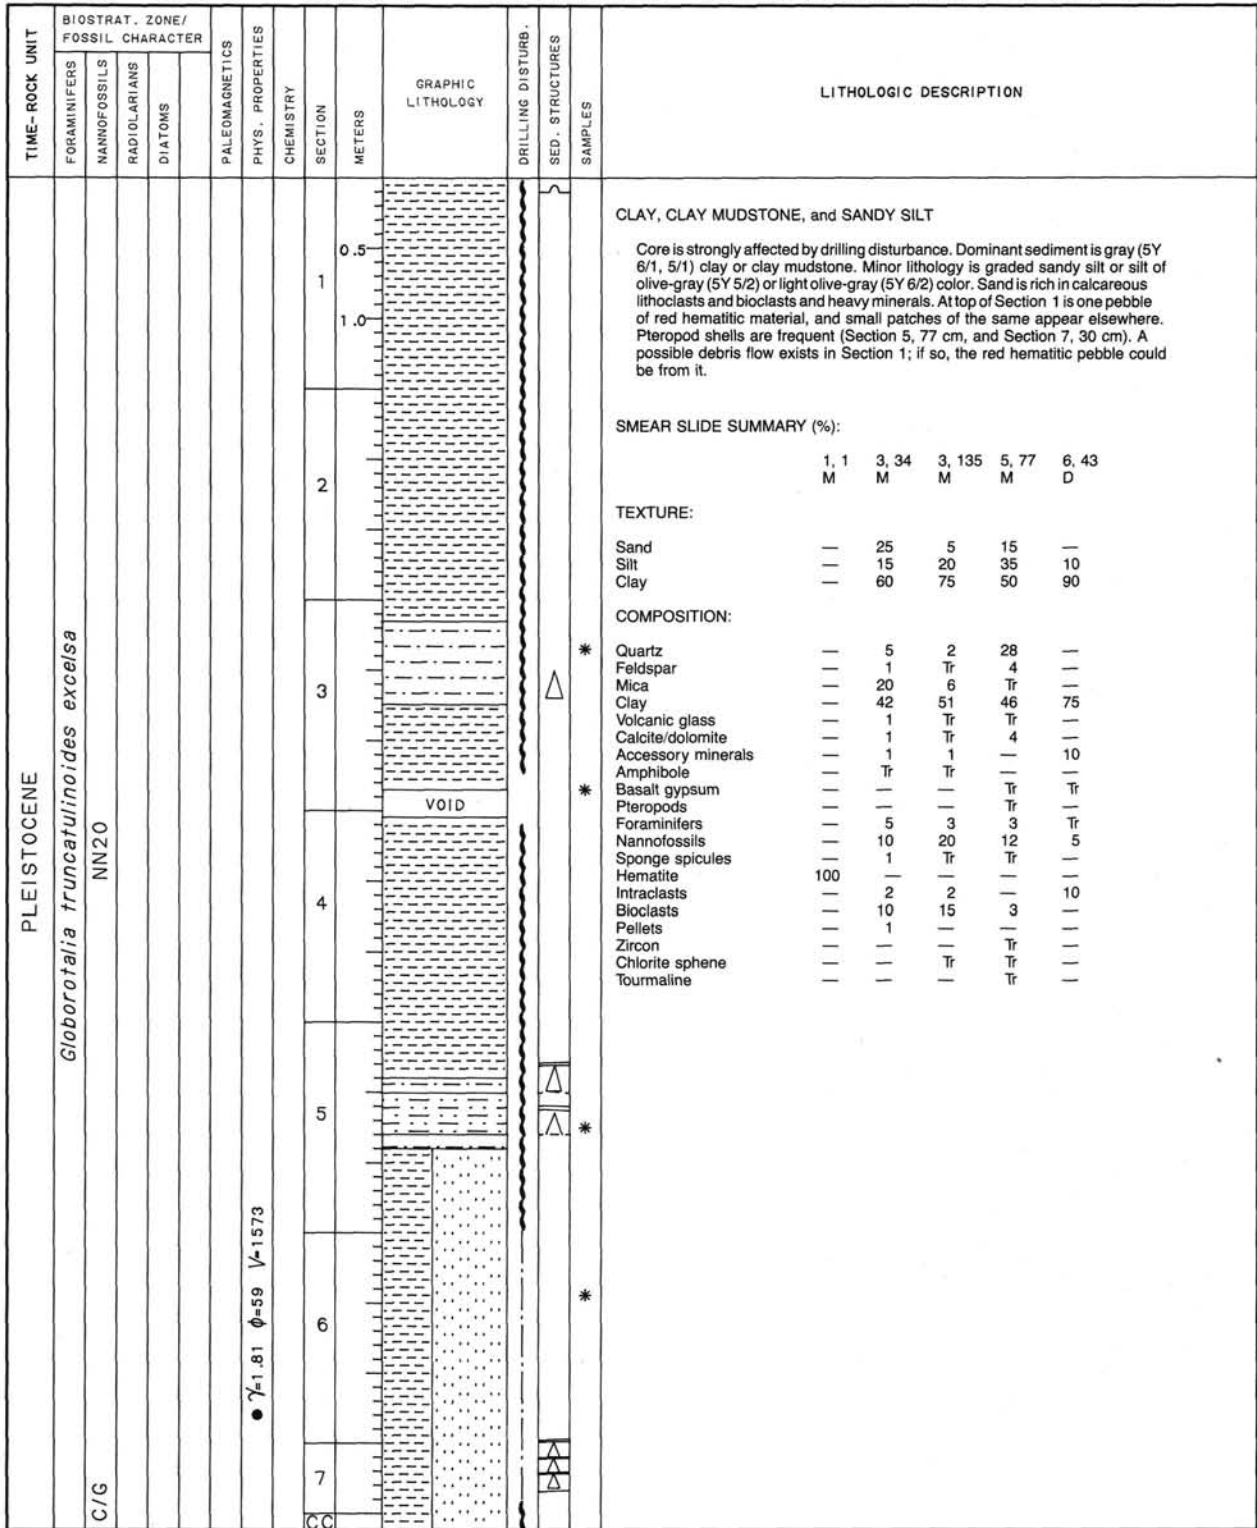 TIME-ROCK UNIT
BIOSTRAT. ZONE/
FOSSIL CHARACTER
FORAMINIFERS
NANNOFOSSILS
RADIOLARIANS
DIATOMS
PALEOMAGNETICS
PHYS. PROPERTIES
CHEMISTRY
SECTION
METERS
GRAPHIC
LITHOLOGY
DRILLING DISTURB.
SED. STRUCTURES
SAMPLES
LITHOLOGIC DESCRIPTION
PLEISTOCENE
Globorotalia truncatulinoides excelsa
NN20
C/G
● γ=1.81 ϕ=59 V=1573
1
0.5
1.0
2
3
*
*
VOID
4
5
*
6
*
7
CC
CLAY, CLAY MUDSTONE, and SANDY SILT
Core is strongly affected by drilling disturbance. Dominant sediment is gray (5Y
6/1, 5/1) clay or clay mudstone. Minor lithology is graded sandy silt or silt of
olive-gray (5Y 5/2) or light olive-gray (5Y 6/2) color. Sand is rich in calcareous
lithoclasts and bioclasts and heavy minerals. At top of Section 1 is one pebble
of red hematitic material, and small patches of the same appear elsewhere.
Pteropod shells are frequent (Section 5, 77 cm, and Section 7, 30 cm). A
possible debris flow exists in Section 1; if so, the red hematitic pebble could
be from it.
SMEAR SLIDE SUMMARY (%):
1, 1 3, 34 3, 135 5, 77 6, 43
M M M M D
TEXTURE:
Sand — 25 5 15 —
Silt — 15 20 35 10
Clay — 60 75 50 90
COMPOSITION:
Quartz — 5 2 28 —
Feldspar — 1 Tr 4 —
Mica — 20 6 Tr —
Clay — 42 51 46 75
Volcanic glass — 1 Tr Tr —
Calcite/dolomite — 1 Tr 4 —
Accessory minerals — 1 1 — 10
Amphibole — Tr Tr — —
Basalt gypsum — — — Tr Tr
Pteropods — — — Tr —
Foraminifers — 5 3 3 Tr
Nannofossils — 10 20 12 5
Sponge spicules — 1 Tr Tr —
Hematite 100 — — — —
Intraclasts — 2 2 — 10
Bioclasts — 10 15 3 —
Pellets — 1 — — —
Zircon — — — Tr —
Chlorite sphene — — Tr Tr —
Tourmaline — — — Tr —